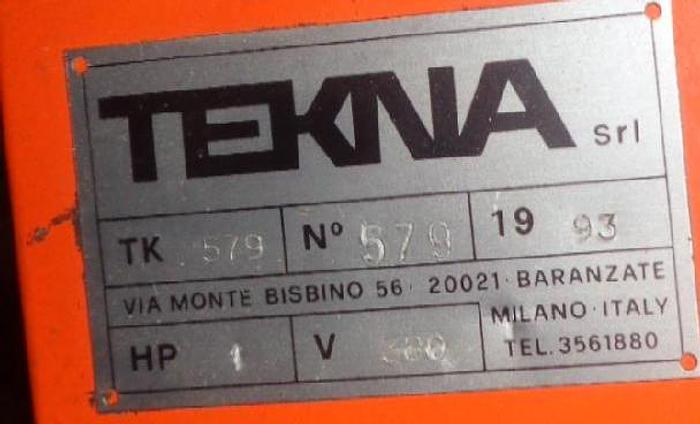 TEKNA srl
TK 579 Nº 579 19 93
VIA MONTE BISBINO 56 · 20021 · BARANZATE
MILANO · ITALY
HP 1 V
TEL. 3561880